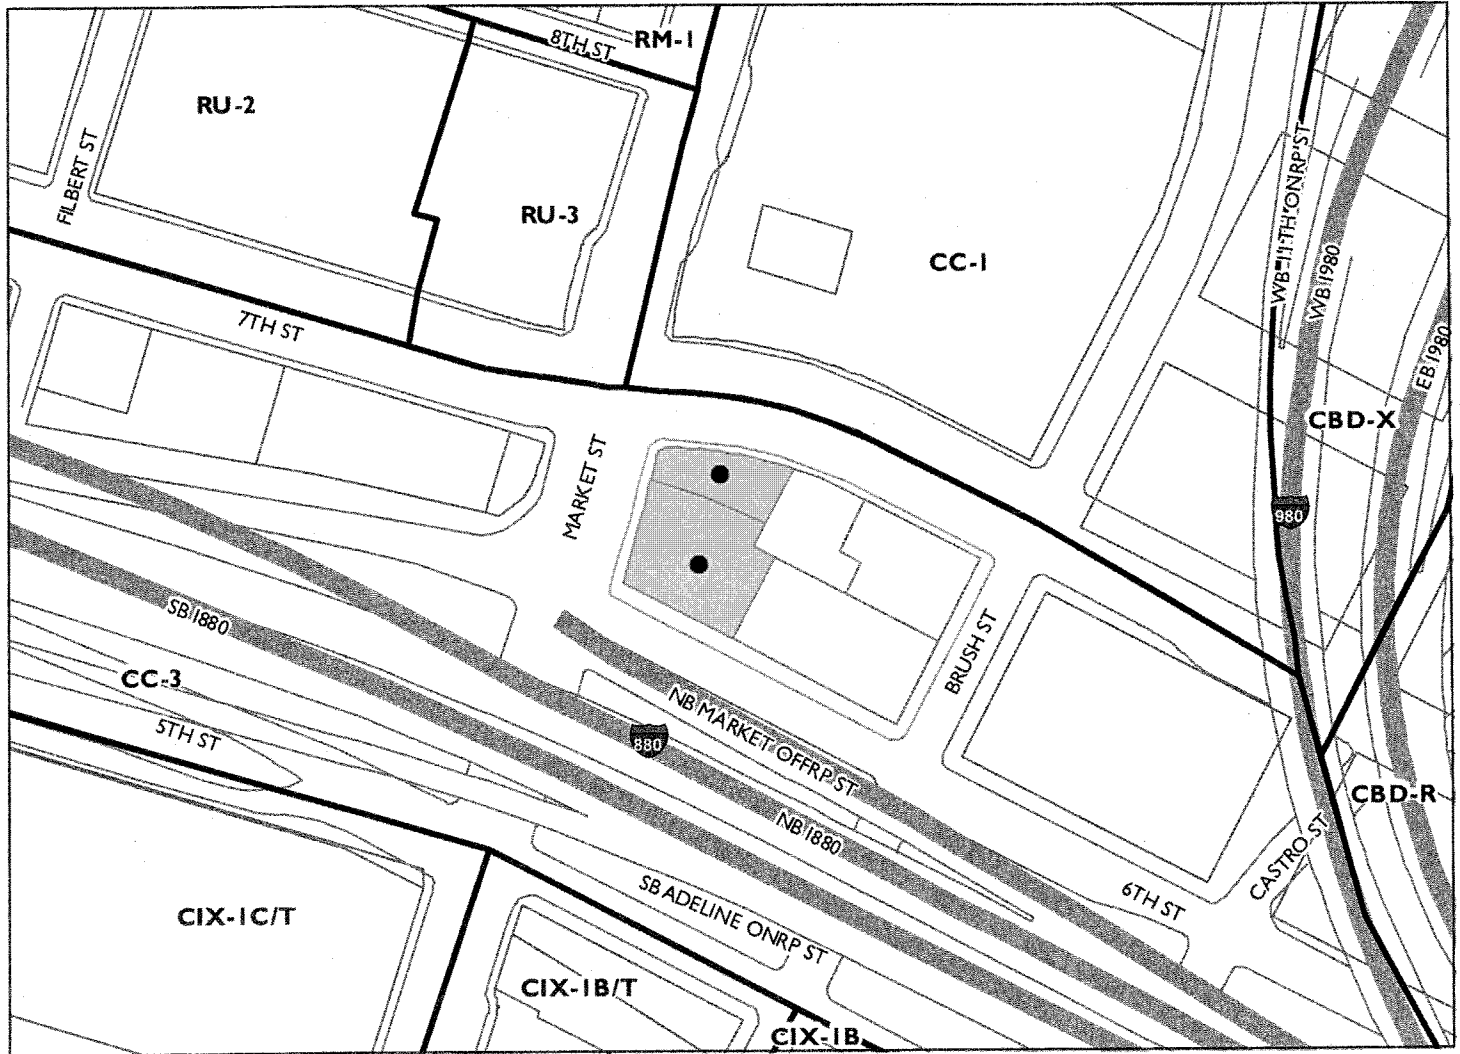 8TH ST
RM-1
RU-2
FILBERT ST
RU-3
CC-1
WB 11TH ONRP ST
WB I980
EB I980
7TH ST
CBD-X
MARKET ST
980
SB I880
BRUSH ST
CC-3
NB MARKET OFFRP ST
5TH ST
880
NB I880
CBD-R
CASTRO ST
6TH ST
SB ADELINE ONRP ST
CIX-1C/T
CIX-1B/T
CIX-1B